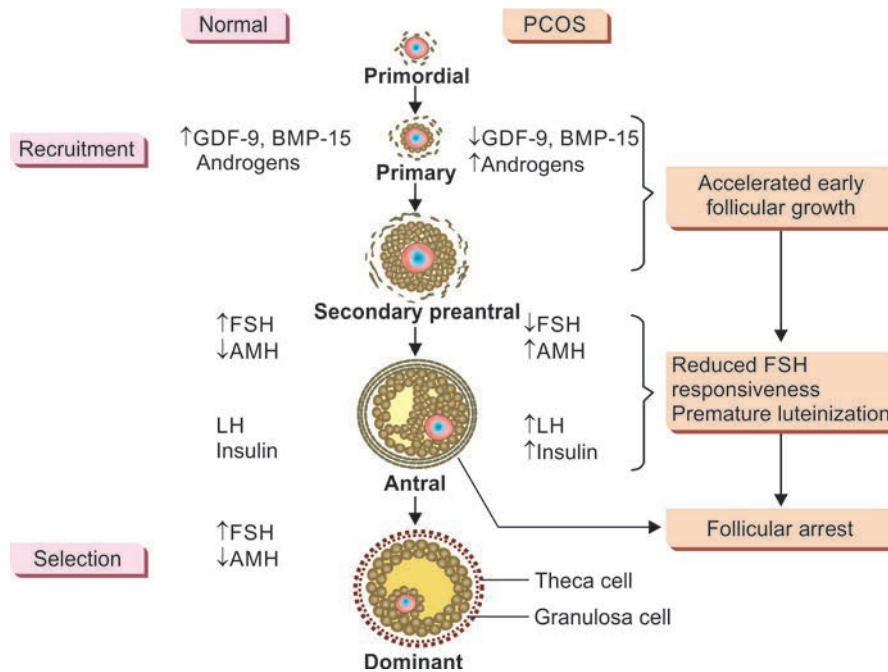 Normal
PCOS
Primordial
Recruitment
↑GDF-9, BMP-15
Androgens
Primary
↓GDF-9, BMP-15
↑Androgens
Accelerated early
follicular growth
Secondary preantral
↑FSH
↓AMH
↓FSH
↑AMH
Reduced FSH
responsiveness
Premature luteinization
LH
Insulin
↑LH
↑Insulin
Antral
Follicular arrest
Selection
↑FSH
↓AMH
Theca cell
Granulosa cell
Dominant